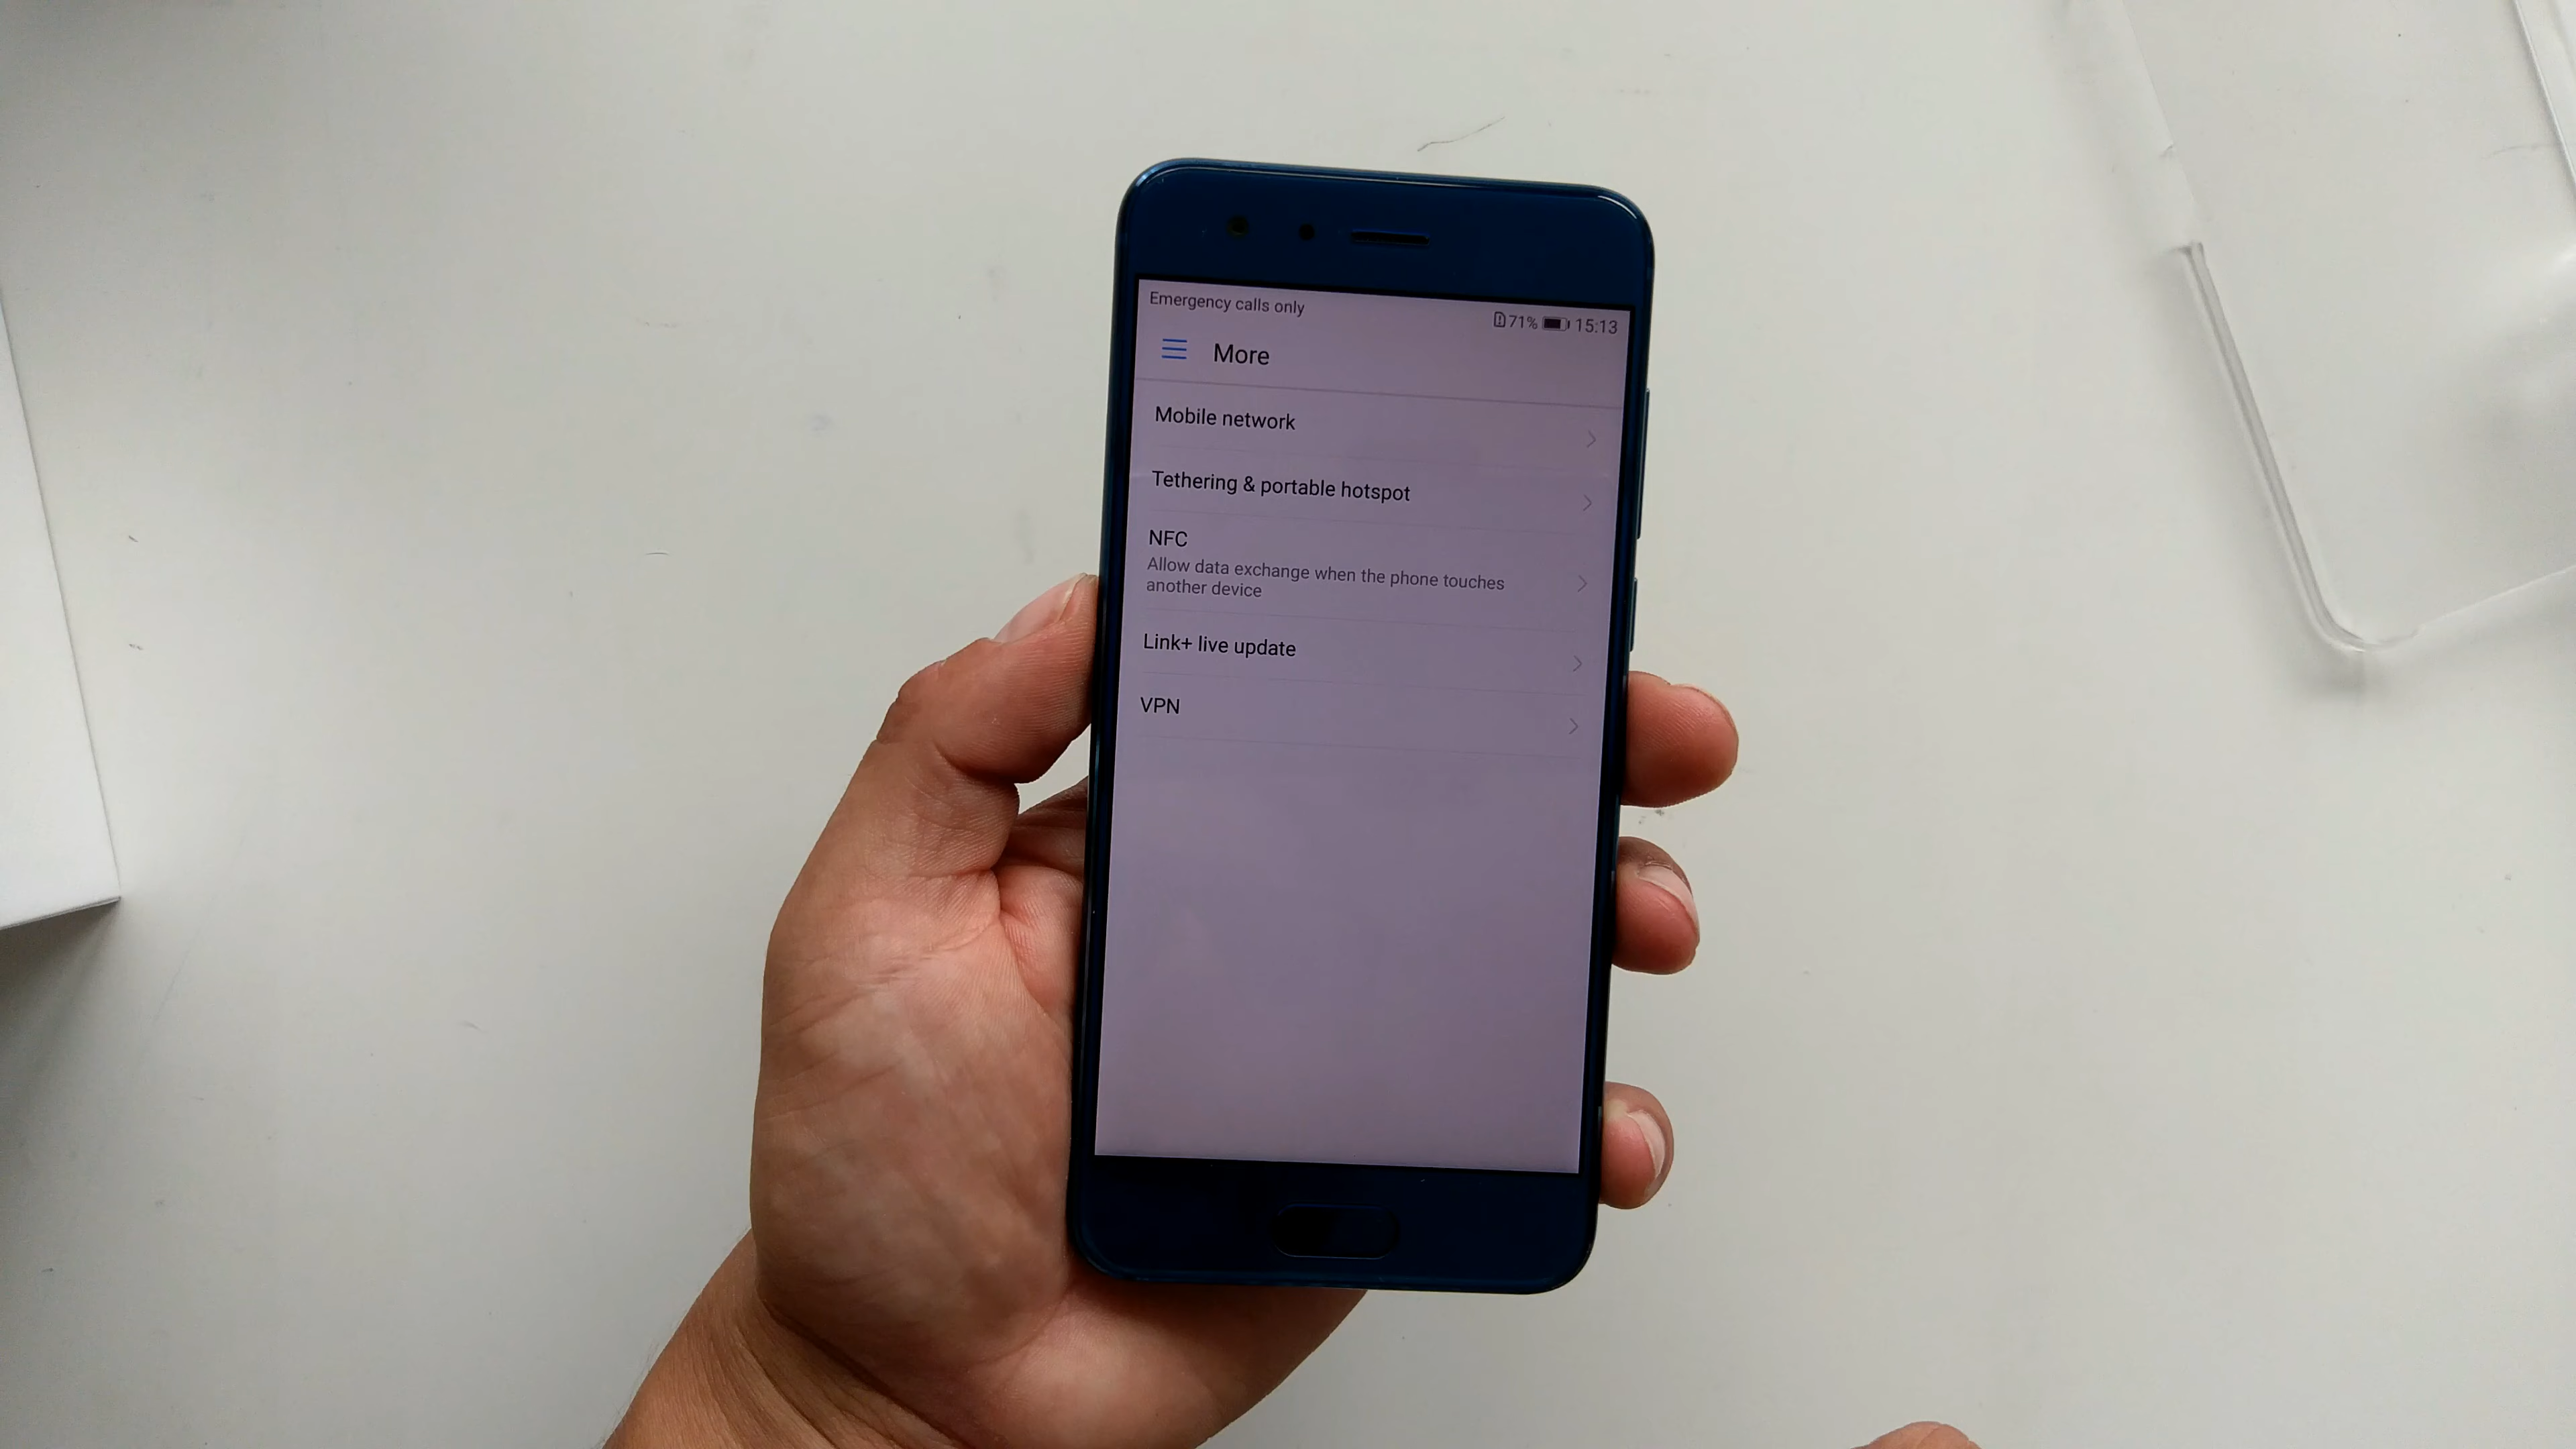 Emergency calls only
71% 15:13
More
Mobile network
Tethering & portable hotspot
NFC
Allow data exchange when the phone touches
another device
Link+ live update
VPN